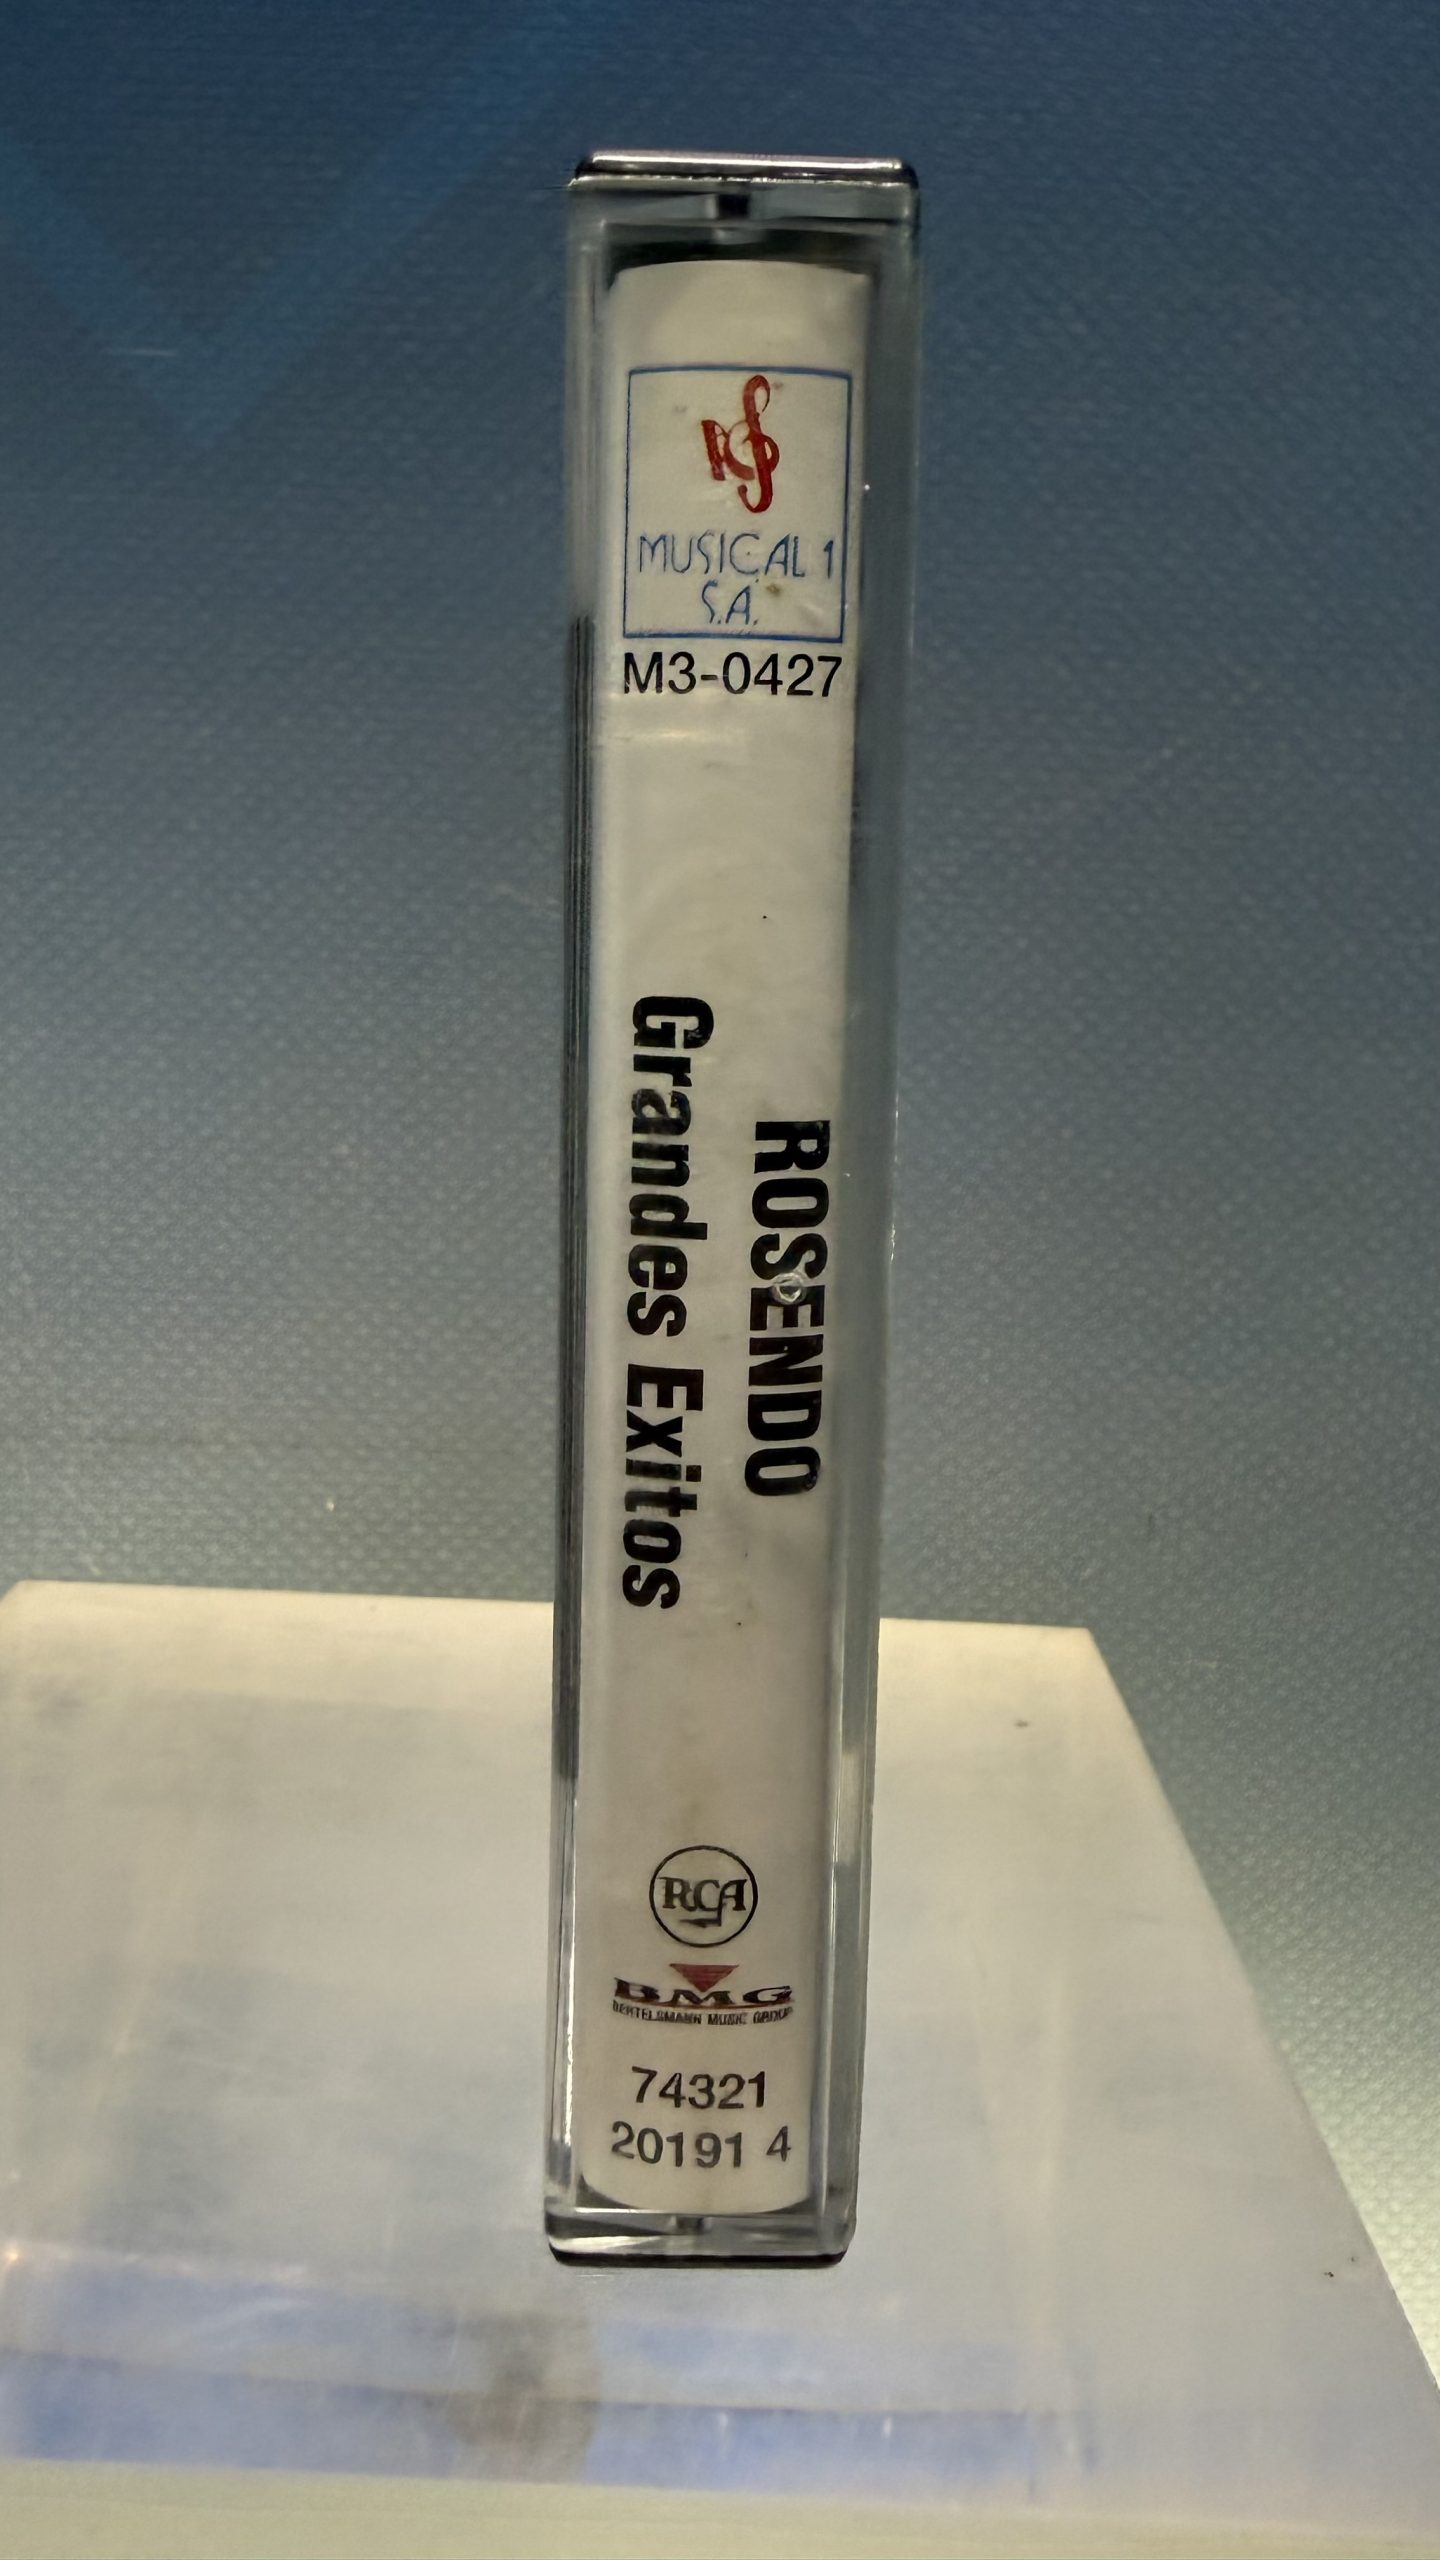 MUSICAL 1
S.A.
M3-0427
ROSENDO
Grandes Exitos
RCA
BMG
BERTELSMANN MUSIC GROUP
74321
20191 4